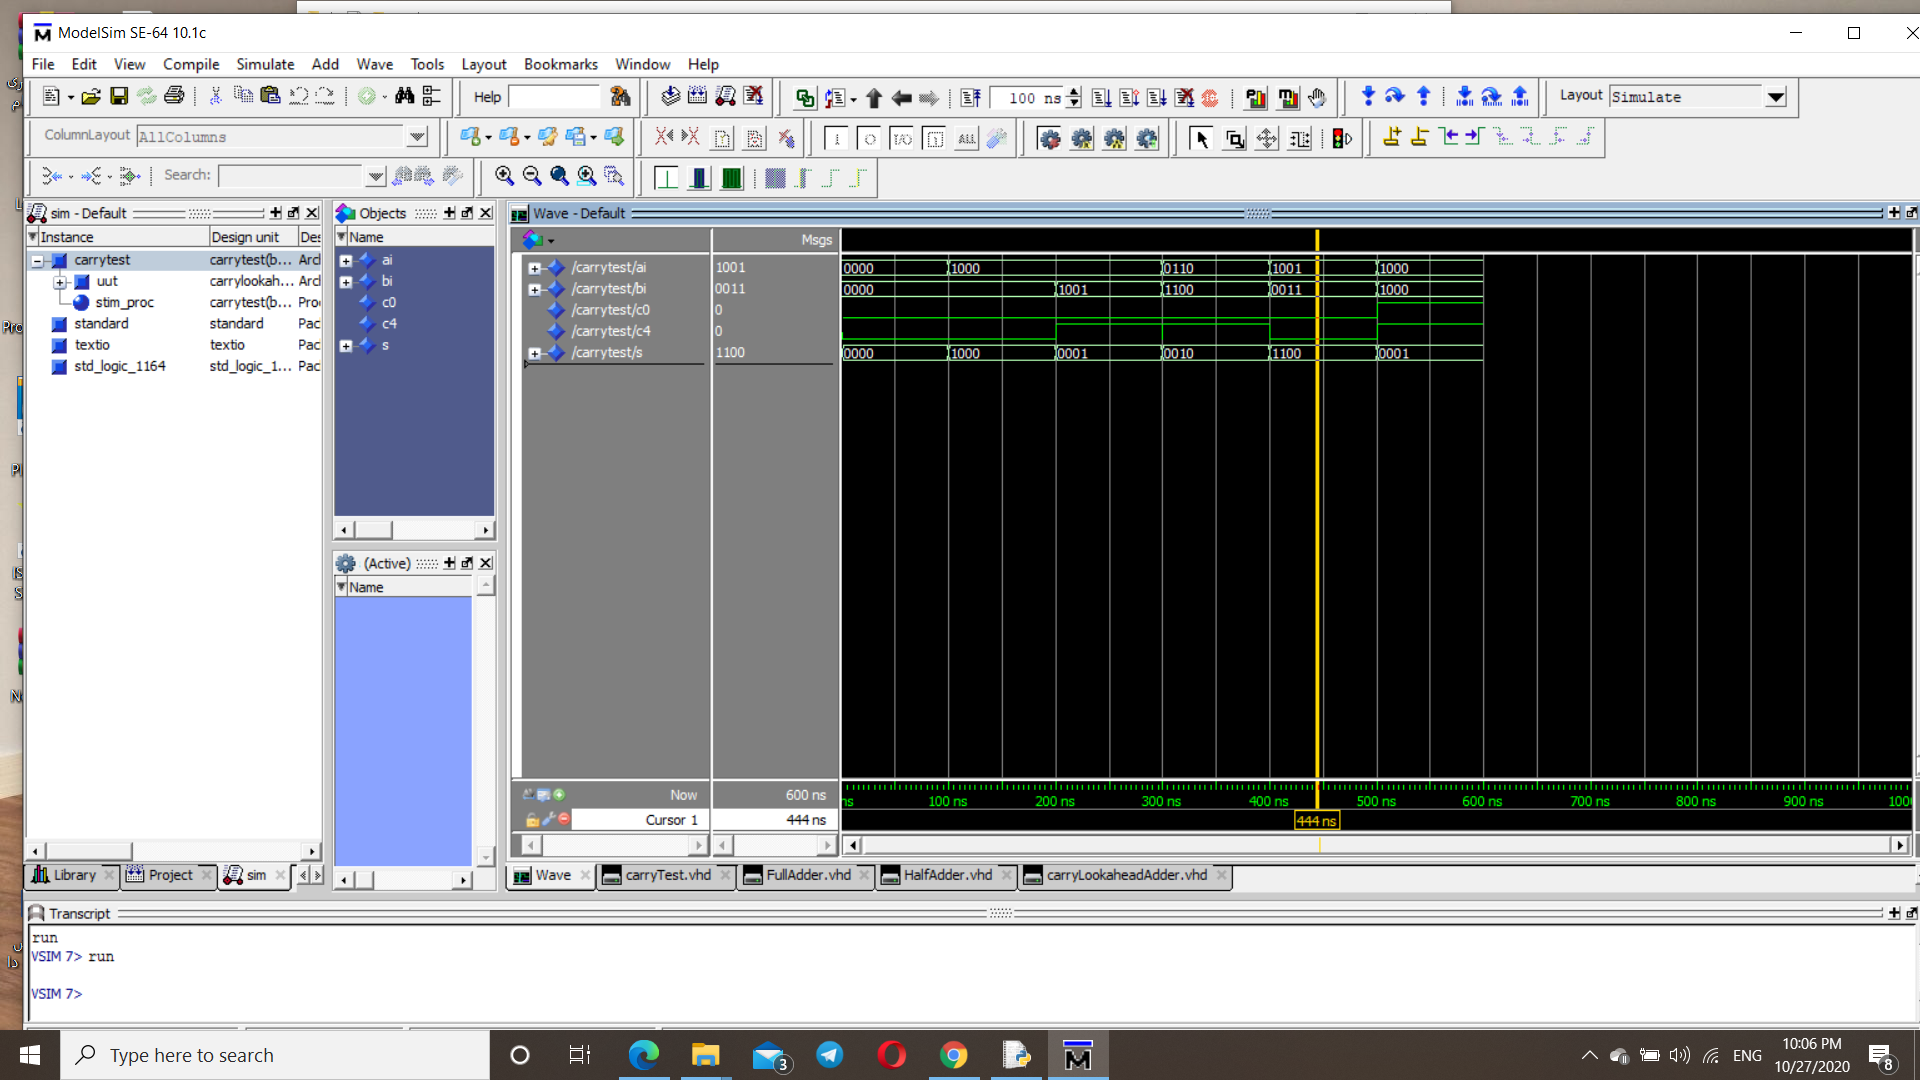 ModelSim SE-64 10.1c
File Edit View Compile Simulate Add Wave Tools Layout Bookmarks Window Help
Help 100 ns Layout Simulate
ColumnLayout AllColumns
Search:
sim - Default
Instance Design unit
carrytest carrytest(b... Arch
uut carrylookah... Arch
stim_proc carrytest(b... Proc
standard standard Pac
textio textio Pac
std_logic_1164 std_logic_1... Pac
Objects
Name
ai
bi
c0
c4
s
(Active)
Name
Wave - Default
Msgs
/carrytest/ai 1001 0000 1000 0110 1001 1000
/carrytest/bi 0011 0000 1001 1100 0011 1000
/carrytest/c0 0
/carrytest/c4 0
/carrytest/s 1100 0000 1000 0001 0010 1100 0001
Now 600 ns ns 100 ns 200 ns 300 ns 400 ns 500 ns 600 ns 700 ns 800 ns 900 ns 1000
Cursor 1 444 ns 444 ns
Library Project sim
Wave carryTest.vhd FullAdder.vhd HalfAdder.vhd carryLookaheadAdder.vhd
Transcript
run
VSIM 7> run
VSIM 7>
Type here to search 3 ENG 10:06 PM
10/27/2020 8